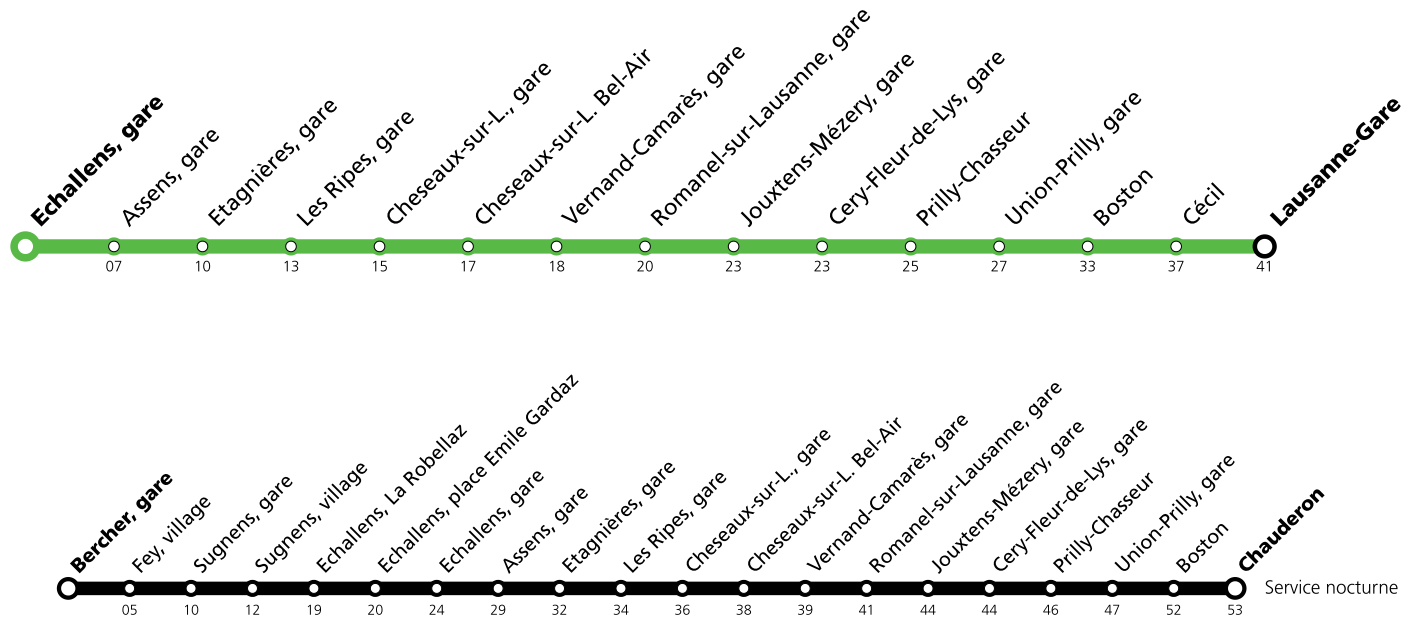 Echallens, gare
Assens, gare
Etagnières, gare
Les Ripes, gare
Cheseaux-sur-L., gare
Cheseaux-sur-L. Bel-Air
Vernand-Camarès, gare
Romanel-sur-Lausanne, gare
Jouxtens-Mézery, gare
Cery-Fleur-de-Lys, gare
Prilly-Chasseur
Union-Prilly, gare
Boston
Cécil
Lausanne-Gare
07 10 13 15 17 18 20 23 23 25 27 33 37 41
Bercher, gare
Fey, village
Sugnens, gare
Sugnens, village
Echallens, La Robellaz
Echallens, place Emile Gardaz
Echallens, gare
Assens, gare
Etagnières, gare
Les Ripes, gare
Cheseaux-sur-L., gare
Cheseaux-sur-L. Bel-Air
Vernand-Camarès, gare
Romanel-sur-Lausanne, gare
Jouxtens-Mézery, gare
Cery-Fleur-de-Lys, gare
Prilly-Chasseur
Union-Prilly, gare
Boston
Chauderon
Service nocturne
05 10 12 19 20 24 29 32 34 36 38 39 41 44 44 46 47 52 53